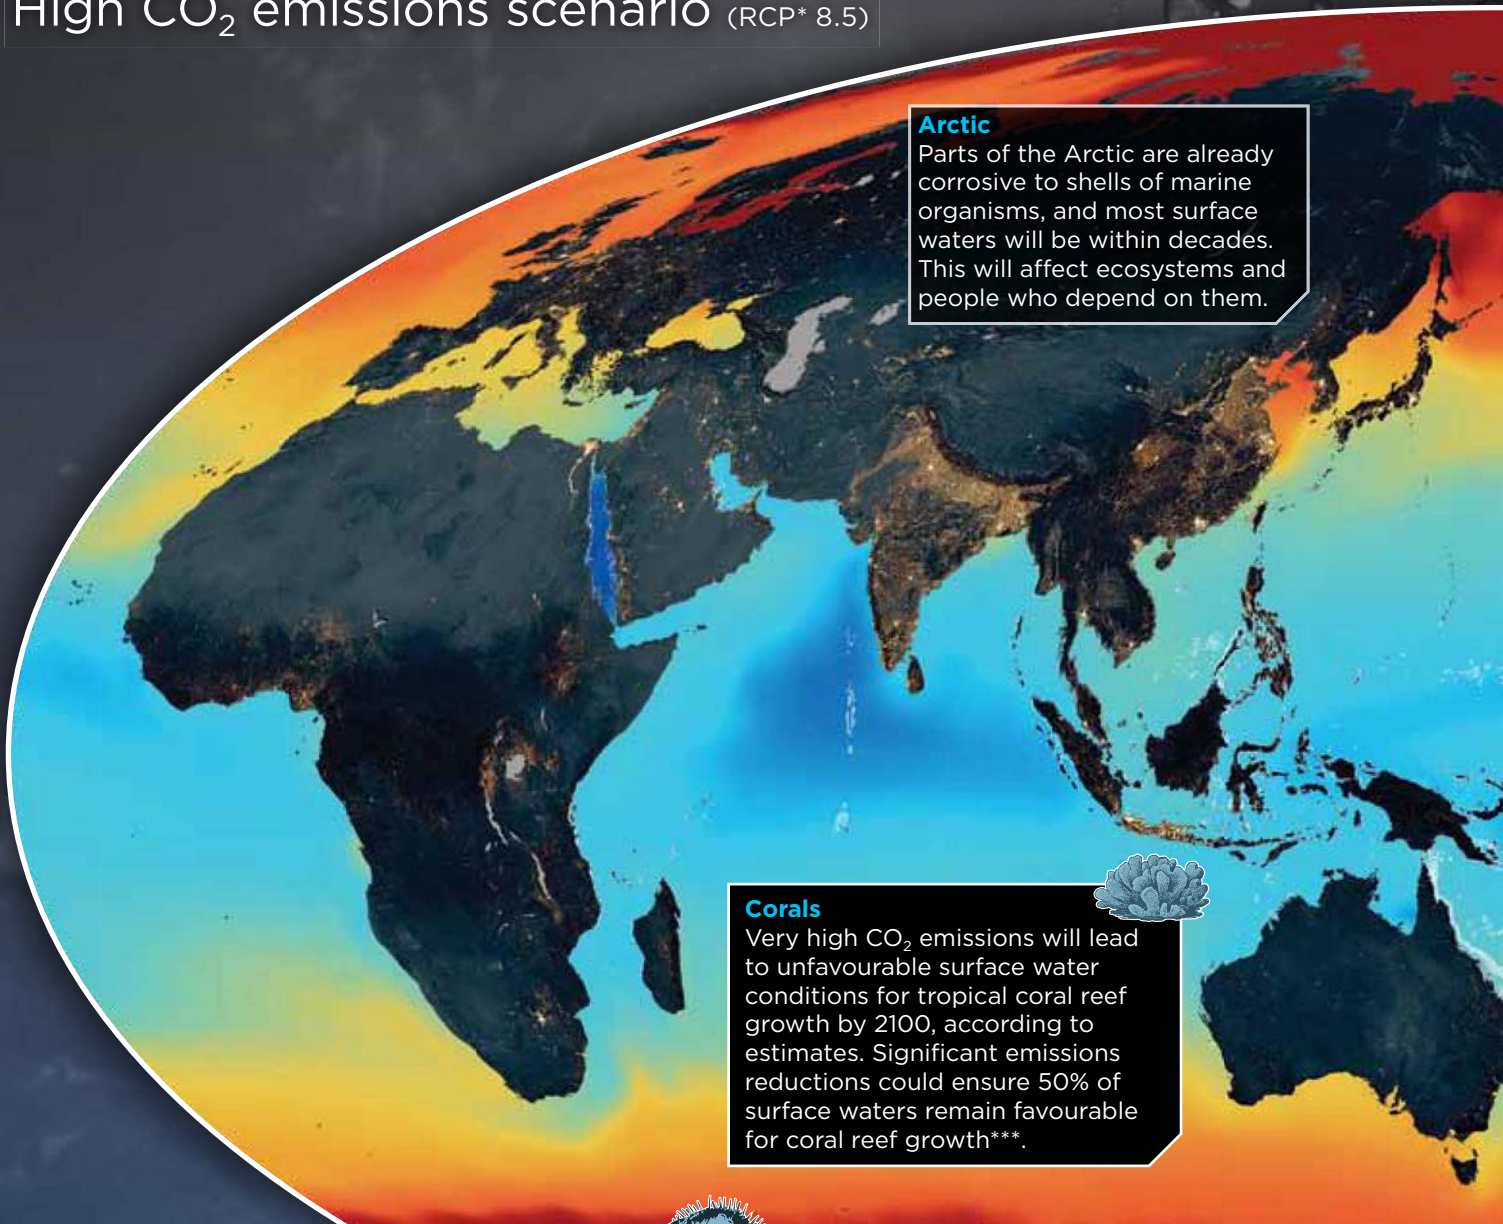 High CO₂ emissions scenario (RCP* 8.5)
Arctic
Parts of the Arctic are already
corrosive to shells of marine
organisms, and most surface
waters will be within decades.
This will affect ecosystems and
people who depend on them.
Corals
Very high CO₂ emissions will lead
to unfavourable surface water
conditions for tropical coral reef
growth by 2100, according to
estimates. Significant emissions
reductions could ensure 50% of
surface waters remain favourable
for coral reef growth***.